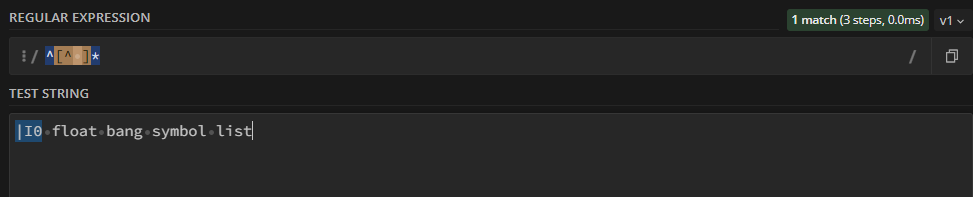 REGULAR EXPRESSION
1 match (3 steps, 0.0ms) v1
/ ^[^ ]* /
TEST STRING
|I0 float bang symbol list